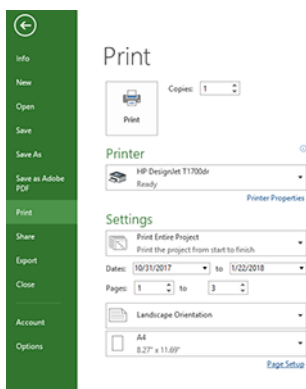 Info
New
Open
Save
Save As
Save as Adobe
PDF
Print
Share
Export
Close
Account
Options
Print
Copies: 1
Print
Printer
HP DesignJet T1700dr
Ready
Printer Properties
Settings
Print Entire Project
Print the project from start to finish
Dates: 10/31/2017 to 1/22/2018
Pages: 1 to 3
Landscape Orientation
A4
8.27" x 11.69"
Page Setup